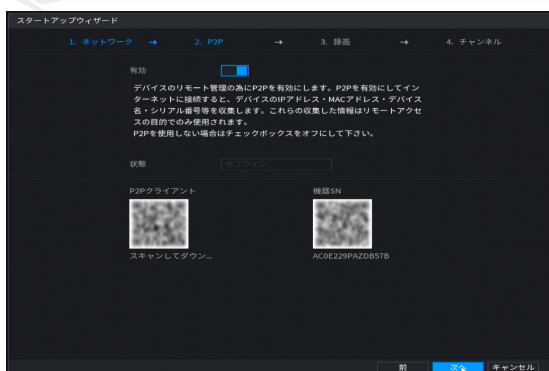 スタートアップウィザード
1. ネットワーク → 2. P2P → 3. 録画 → 4. チャンネル
有効
デバイスのリモート管理の為にP2Pを有効にします。P2Pを有効にしてイン
ターネットに接続すると、デバイスのIPアドレス・MACアドレス・デバイス
名・シリアル番号等を収集します。これらの収集した情報はリモートアクセ
スの目的でのみ使用されます。
P2Pを使用しない場合はチェックボックスをオフにして下さい。
状態 オフライン
P2Pクライアント 機器SN
スキャンしてダウン... AC0E229PAZDB57B
前 次へ キャンセル